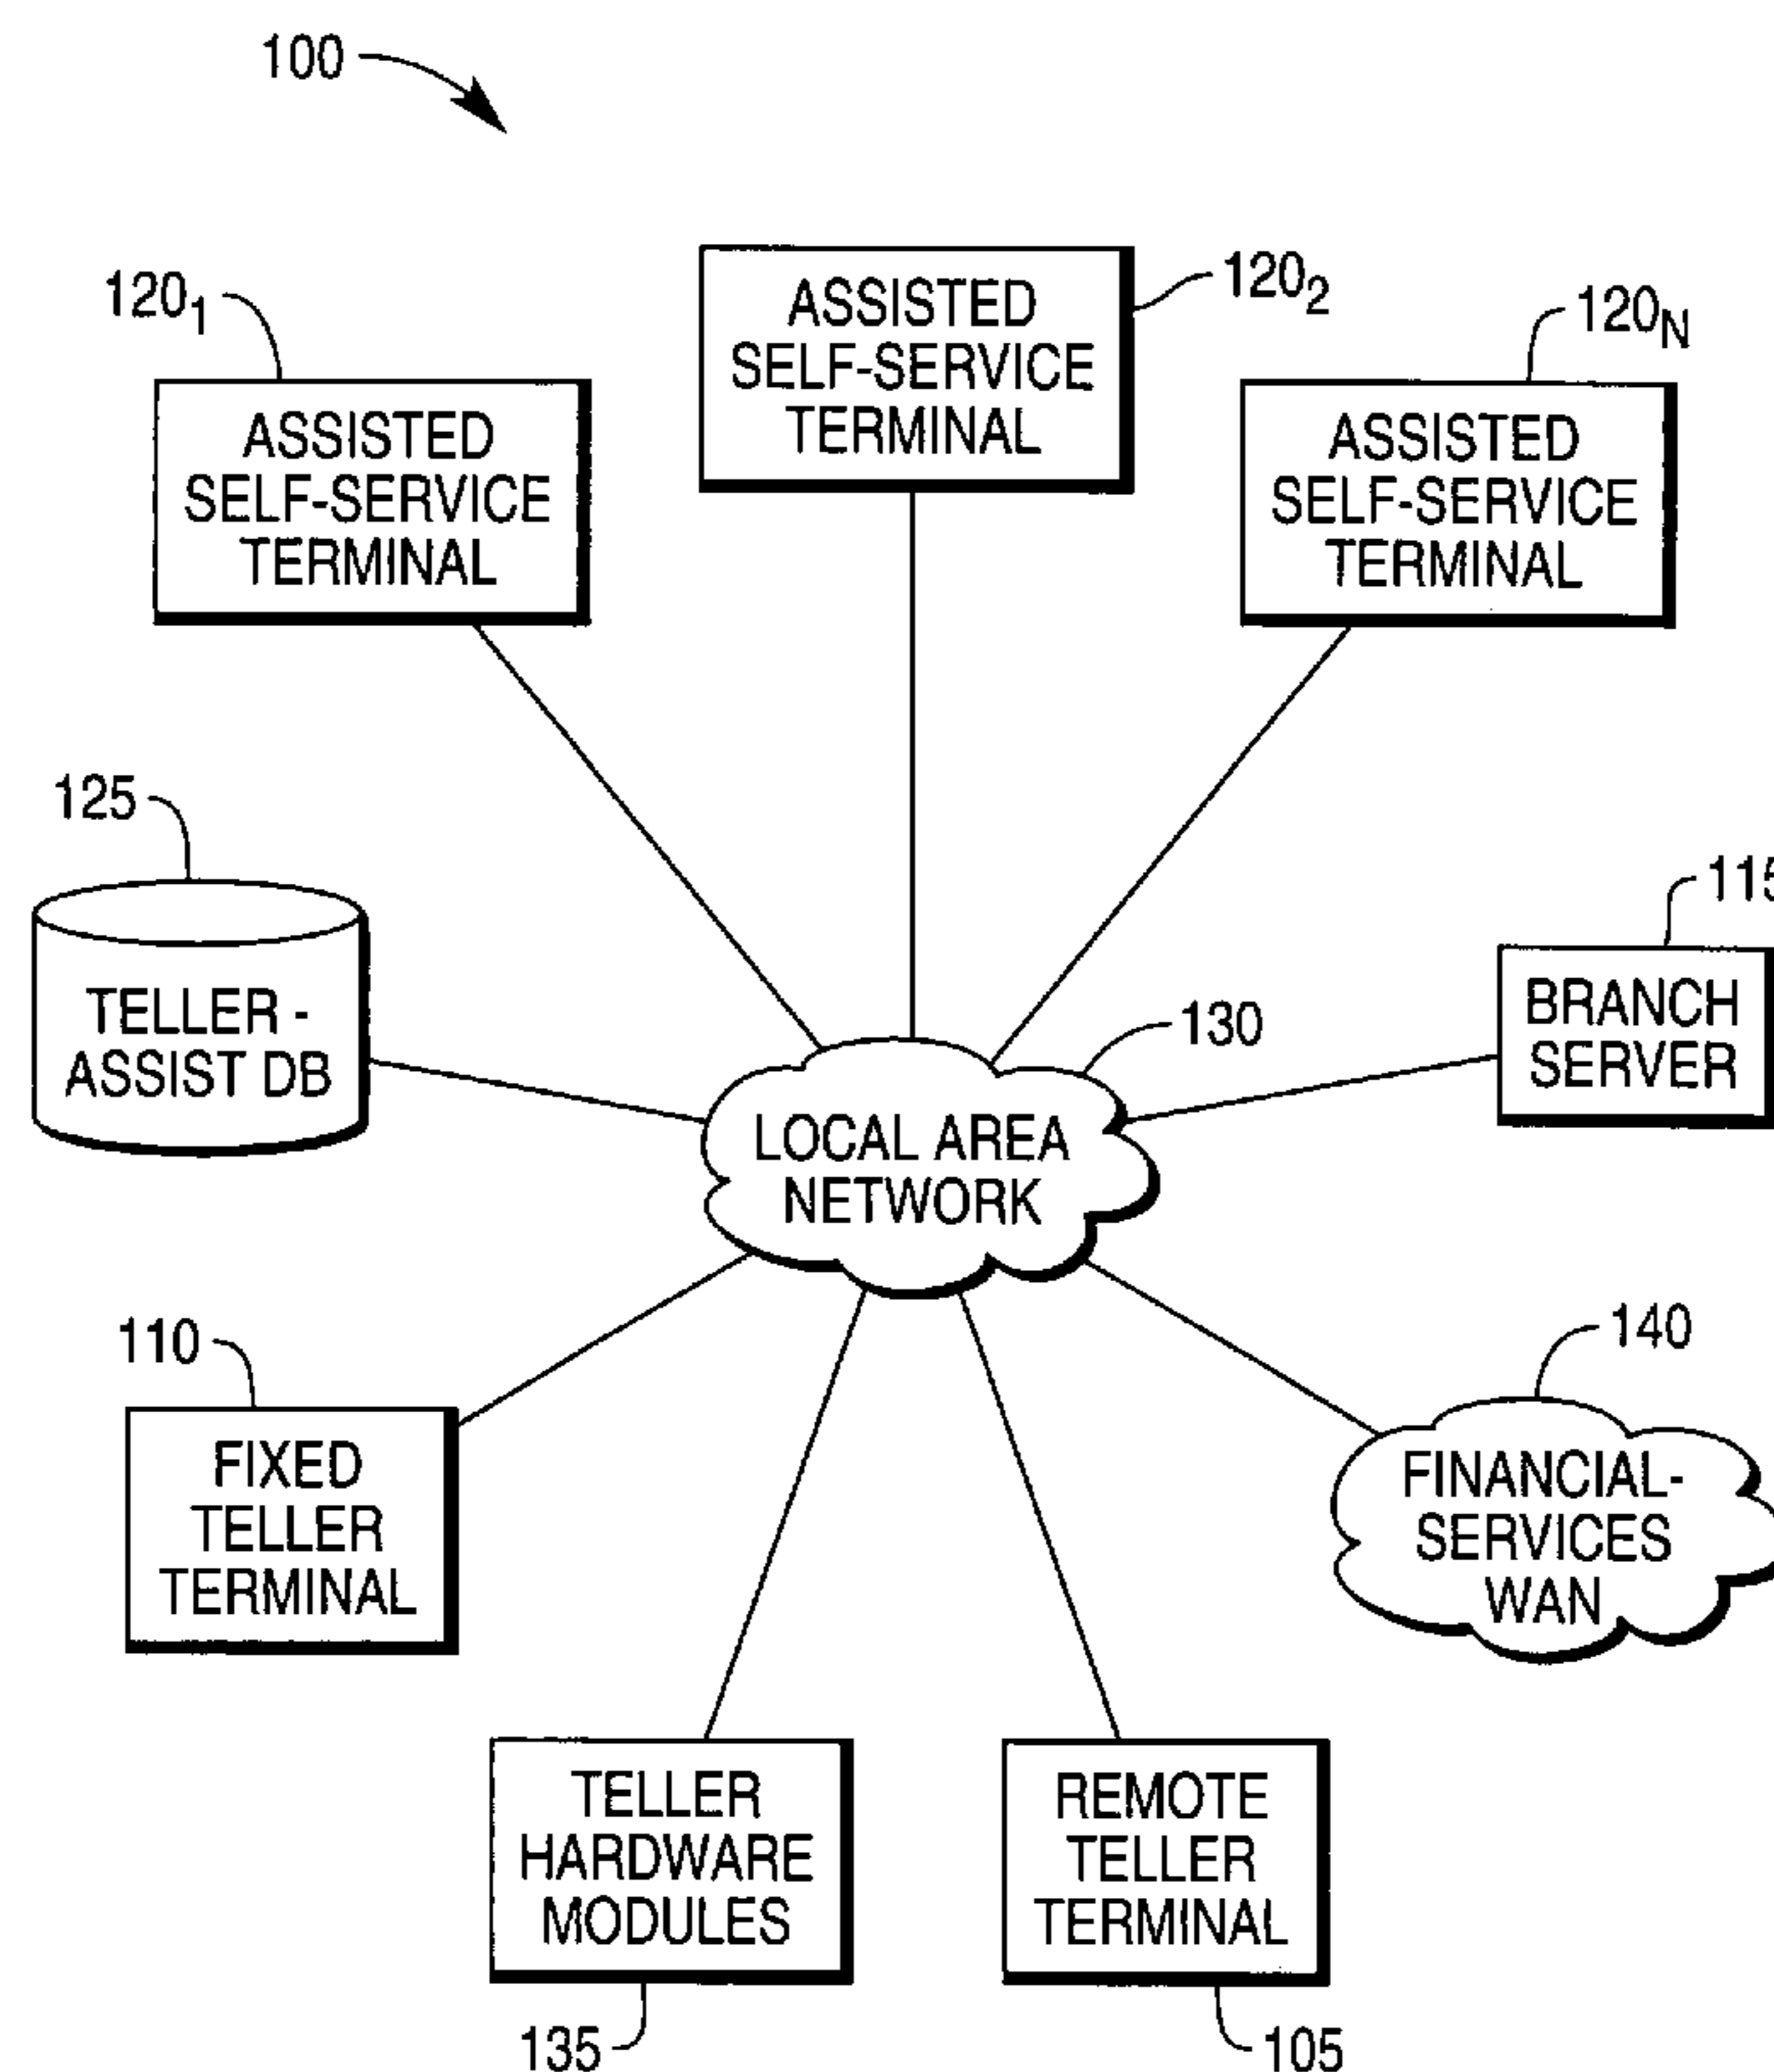 100
120₁
120₂
120N
ASSISTED
SELF-SERVICE
TERMINAL
ASSISTED
SELF-SERVICE
TERMINAL
ASSISTED
SELF-SERVICE
TERMINAL
125
115
TELLER -
ASSIST DB
BRANCH
SERVER
130
LOCAL AREA
NETWORK
110
140
FIXED
TELLER
TERMINAL
FINANCIAL-
SERVICES
WAN
TELLER
HARDWARE
MODULES
REMOTE
TELLER
TERMINAL
135
105